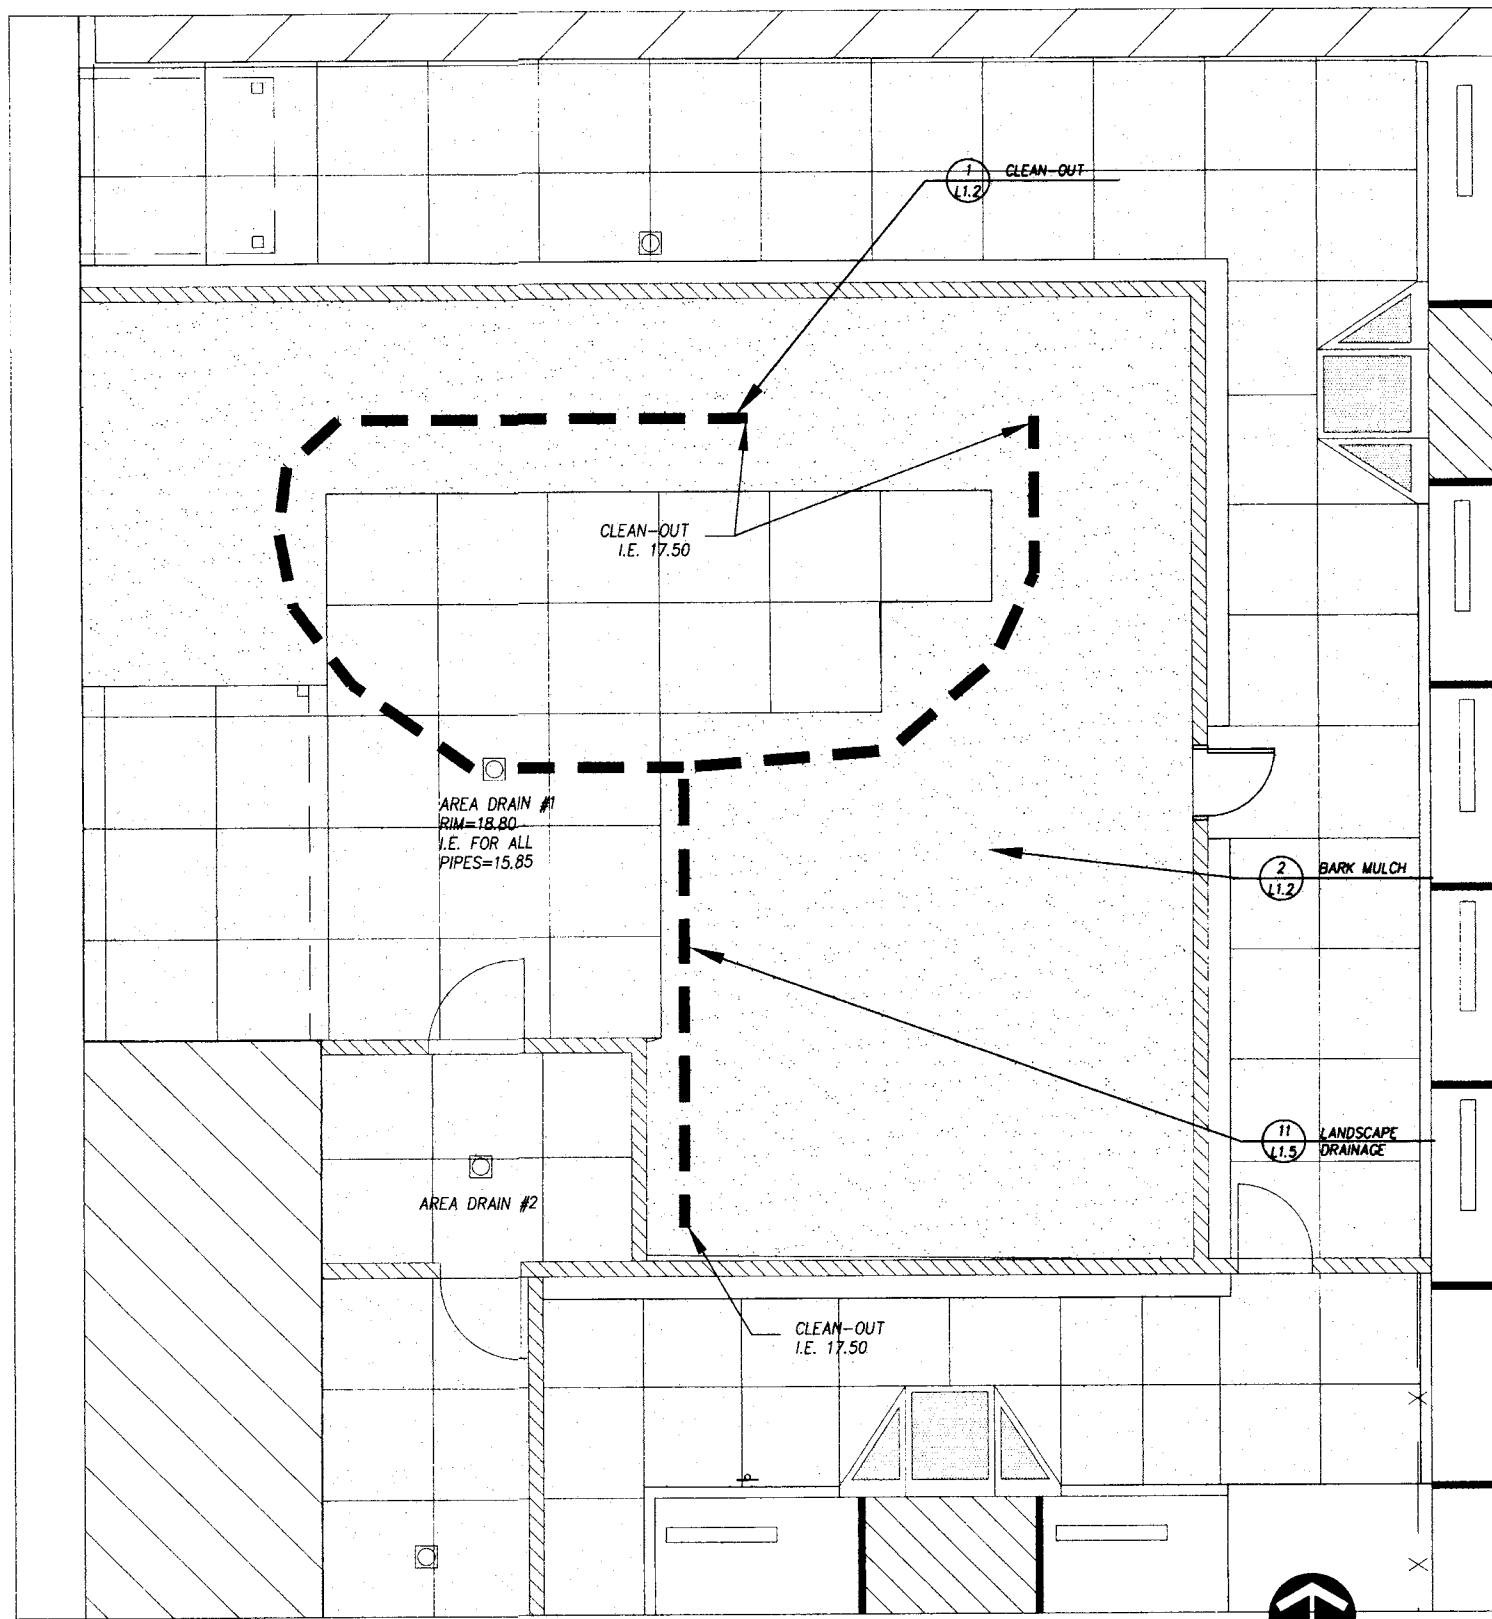 1 CLEAN-OUT
L1.2
CLEAN-OUT
I.E. 17.50
AREA DRAIN #1
RIM=18.80
I.E. FOR ALL
PIPES=15.85
2 BARK MULCH
L1.2
11 LANDSCAPE
L1.5 DRAINAGE
AREA DRAIN #2
CLEAN-OUT
I.E. 17.50